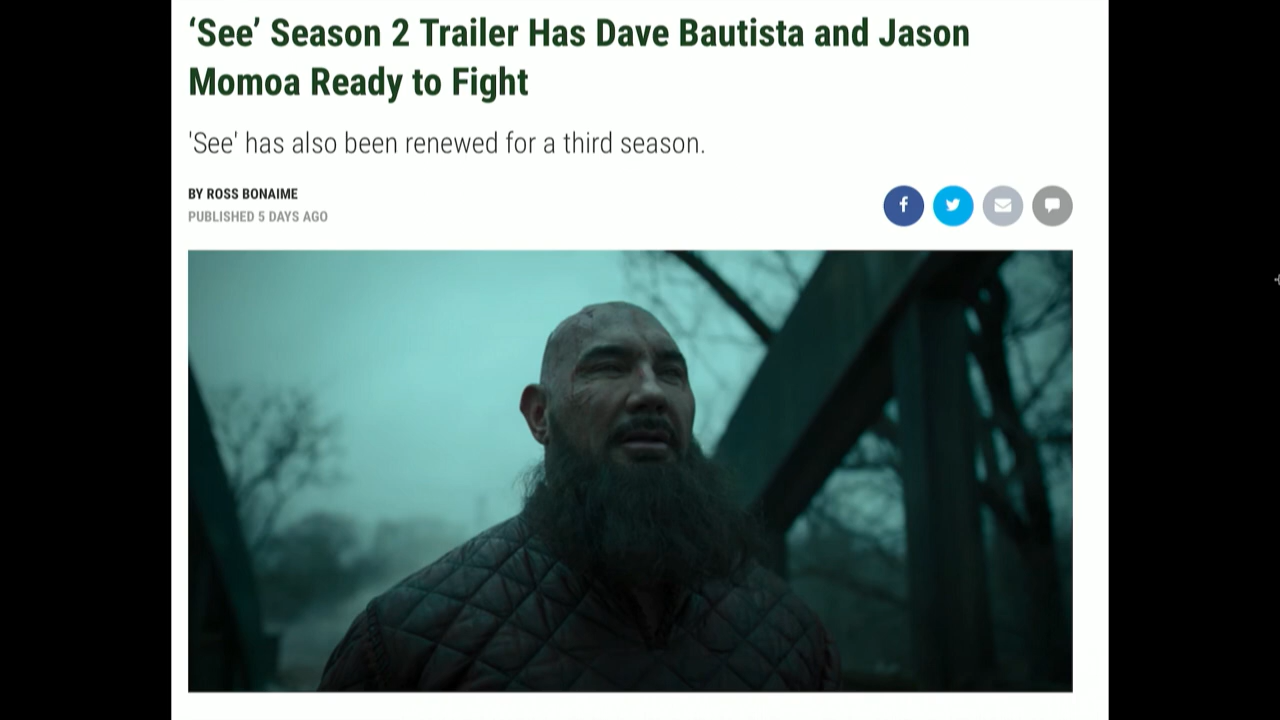 ‘See’ Season 2 Trailer Has Dave Bautista and Jason
Momoa Ready to Fight
'See' has also been renewed for a third season.
BY ROSS BONAIME
PUBLISHED 5 DAYS AGO